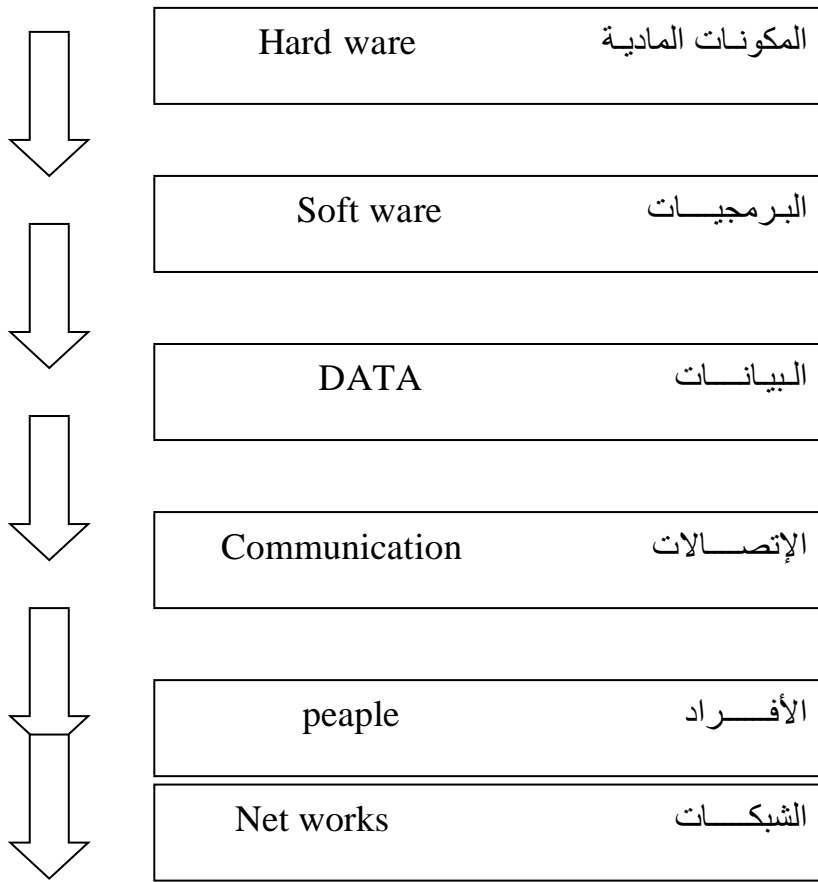 المكونات المادية Hard ware
البرمجيات Soft ware
البيانات DATA
الإتصالات Communication
الأفراد peaple
الشبكات Net works